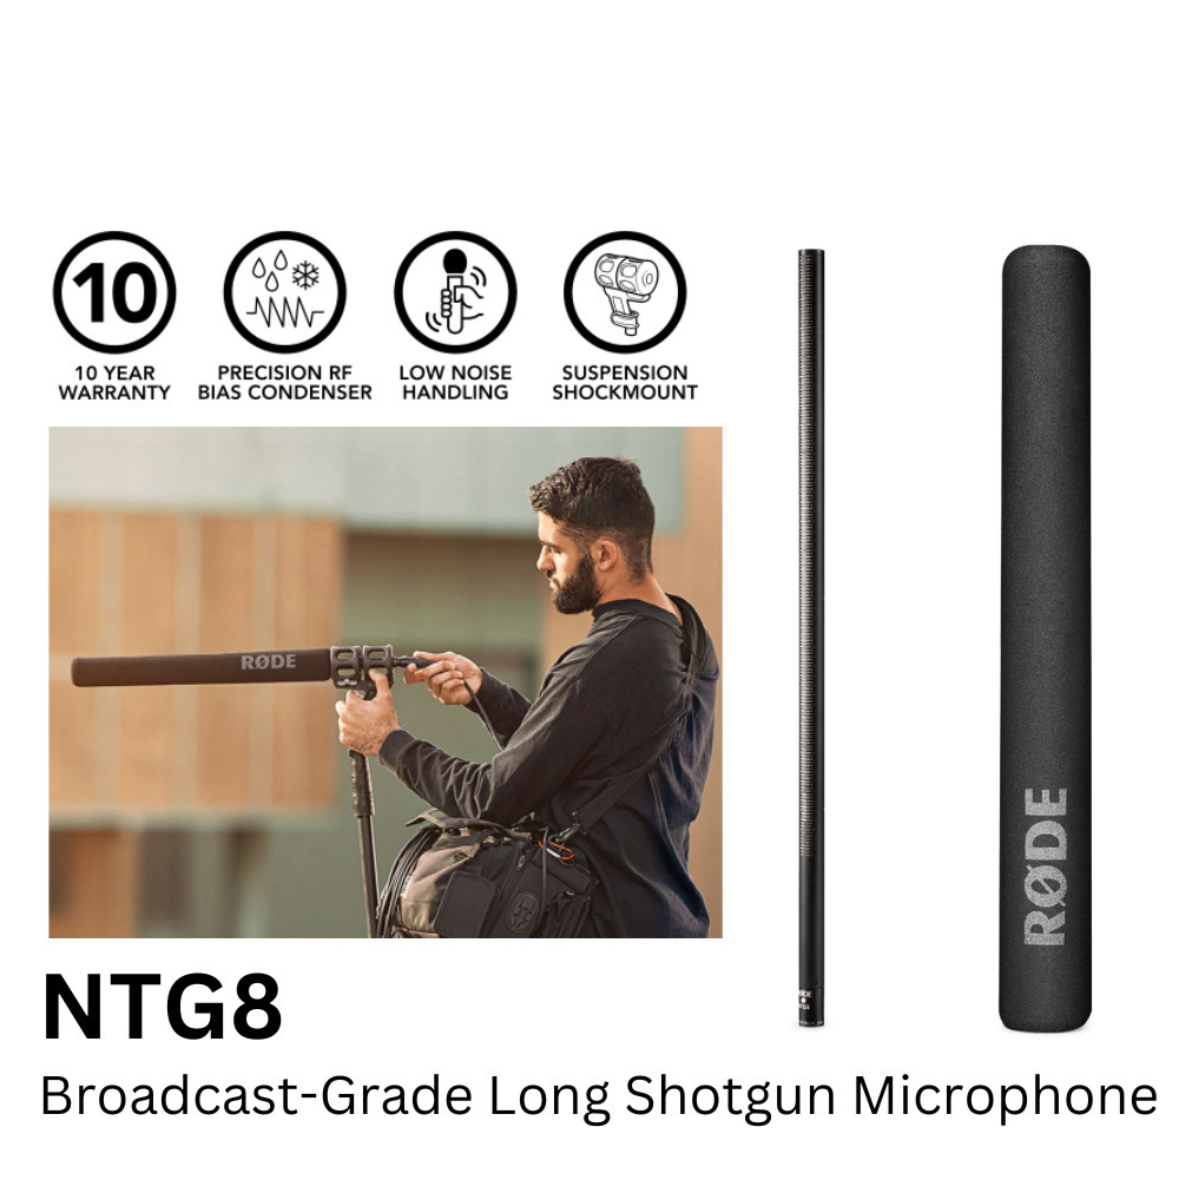 10
10 YEAR
WARRANTY
PRECISION RF
BIAS CONDENSER
LOW NOISE
HANDLING
SUSPENSION
SHOCKMOUNT
RØDE
RØDE
NTG8
Broadcast-Grade Long Shotgun Microphone